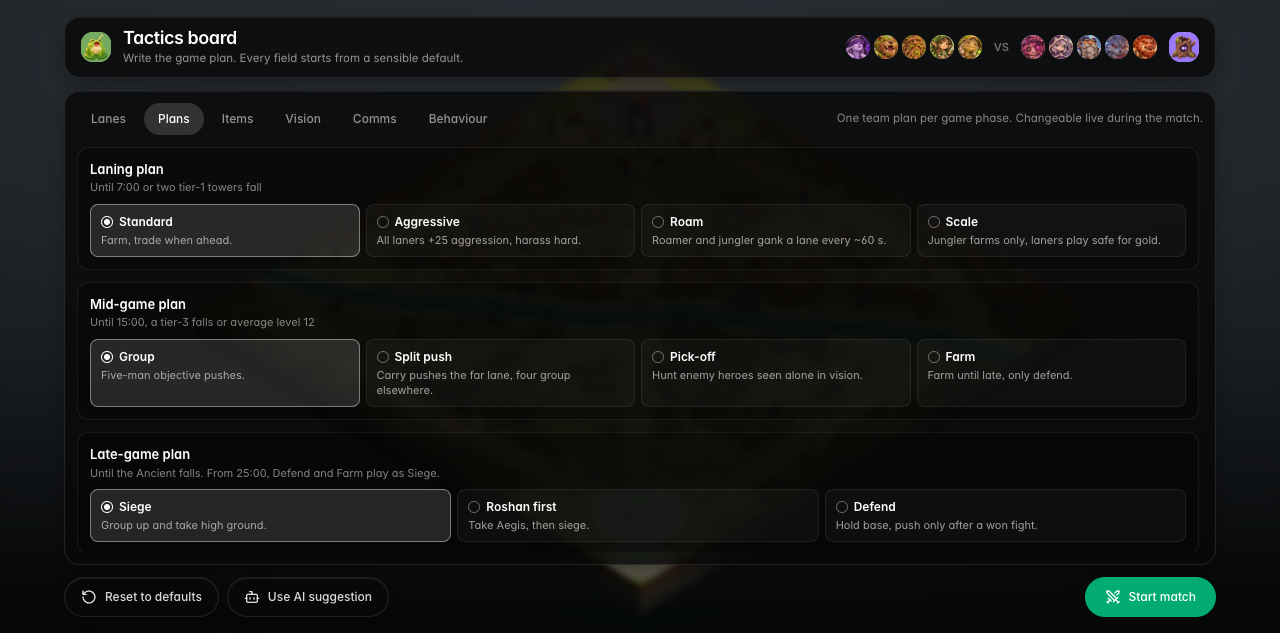 Tactics board
Write the game plan. Every field starts from a sensible default.
VS
Lanes
Plans
Items
Vision
Comms
Behaviour
One team plan per game phase. Changeable live during the match.
Laning plan
Until 7:00 or two tier-1 towers fall
Standard
Farm, trade when ahead.
Aggressive
All laners +25 aggression, harass hard.
Roam
Roamer and jungler gank a lane every ~60 s.
Scale
Jungler farms only, laners play safe for gold.
Mid-game plan
Until 15:00, a tier-3 falls or average level 12
Group
Five-man objective pushes.
Split push
Carry pushes the far lane, four group
elsewhere.
Pick-off
Hunt enemy heroes seen alone in vision.
Farm
Farm until late, only defend.
Late-game plan
Until the Ancient falls. From 25:00, Defend and Farm play as Siege.
Siege
Group up and take high ground.
Roshan first
Take Aegis, then siege.
Defend
Hold base, push only after a won fight.
Reset to defaults
Use AI suggestion
Start match